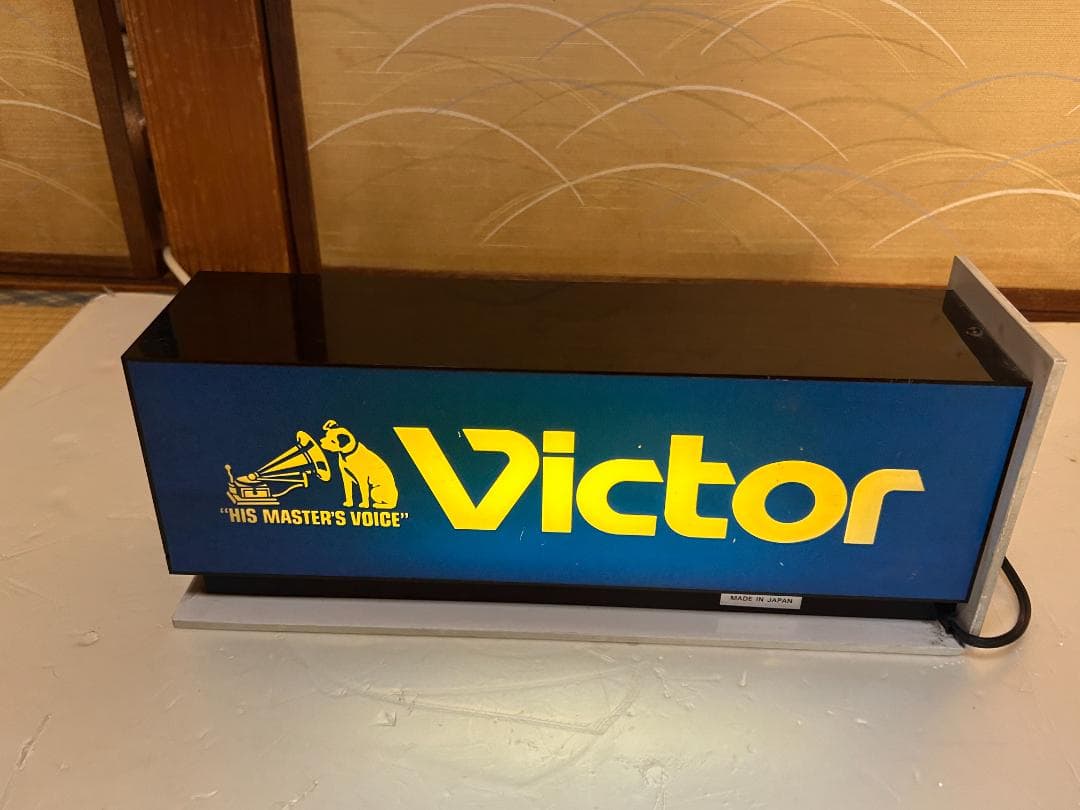 Victor
"HIS MASTER'S VOICE"
MADE IN JAPAN